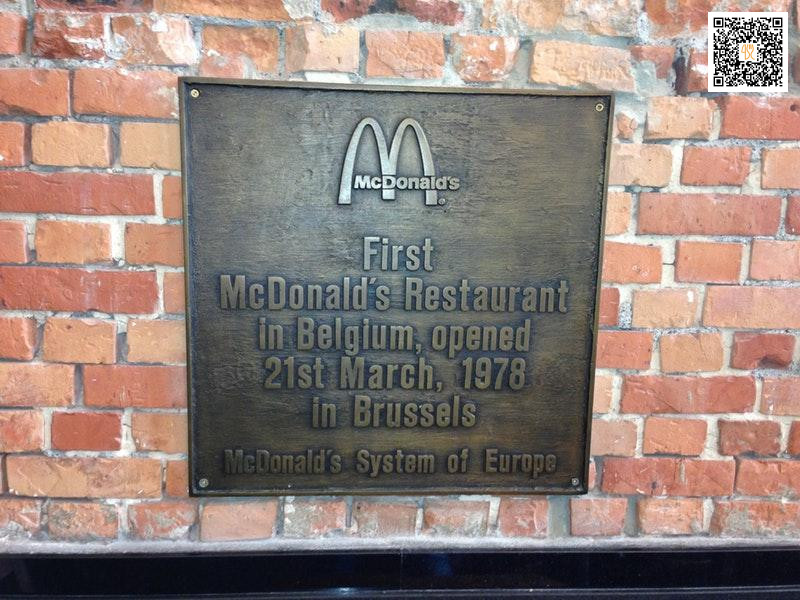 McDonald's
First
McDonald's Restaurant
in Belgium, opened
21st March, 1978
in Brussels
McDonald's System of Europe